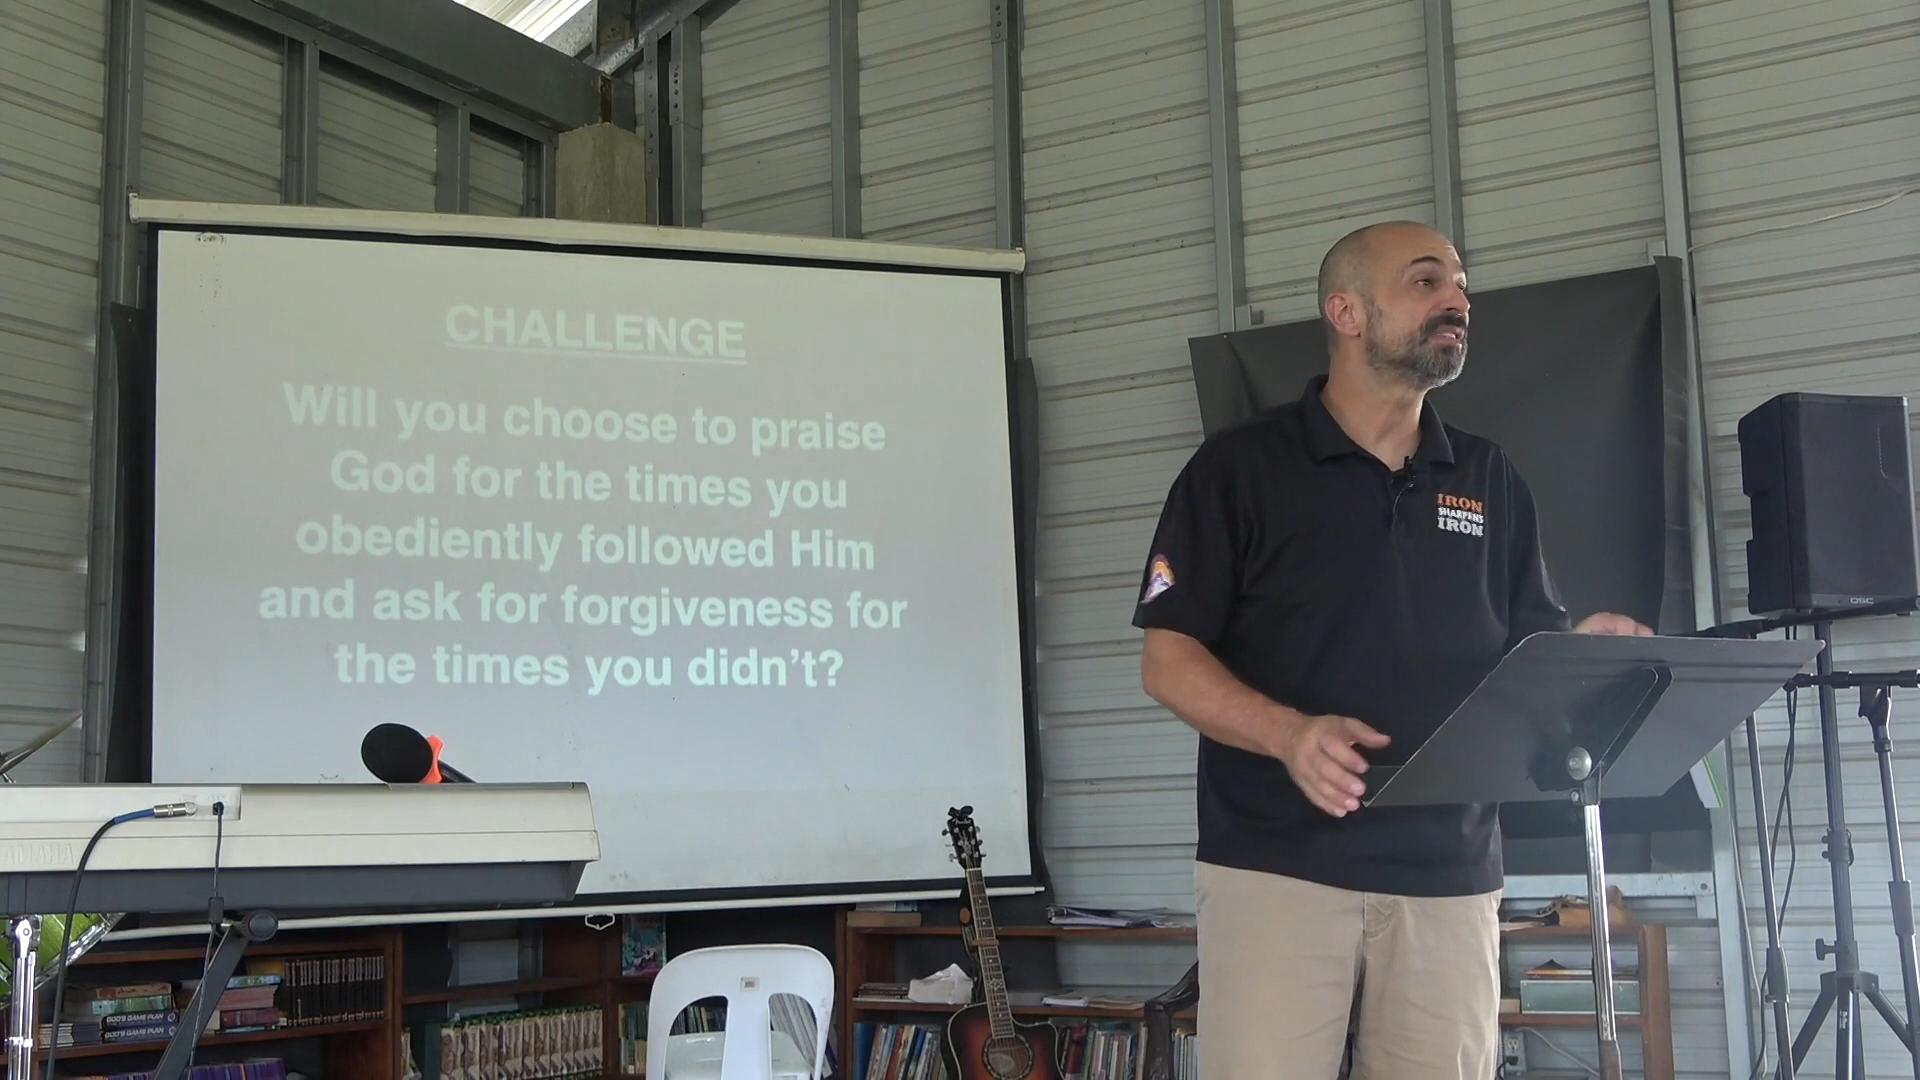 CHALLENGE
Will you choose to praise
God for the times you
obediently followed Him
and ask for forgiveness for
the times you didn't?
IRON
SHARPENS
IRON
QSC
YAMAHA
Fender
GOD'S GAME PLAN
GOD'S GAME PLAN